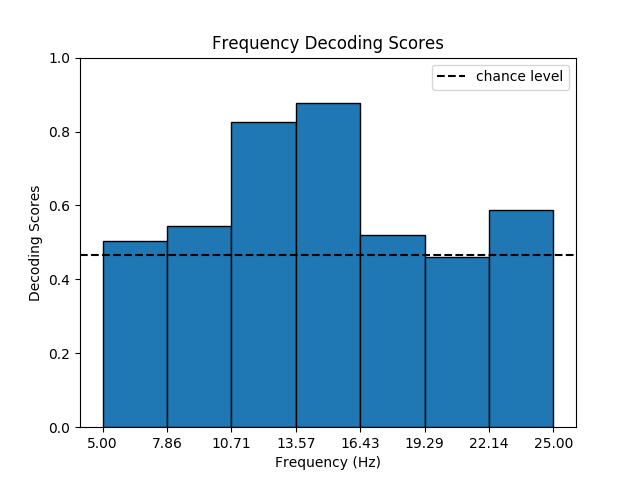 Frequency Decoding Scores
chance level
1.0
0.8
0.6
0.4
0.2
0.0
Decoding Scores
5.00 7.86 10.71 13.57 16.43 19.29 22.14 25.00
Frequency (Hz)